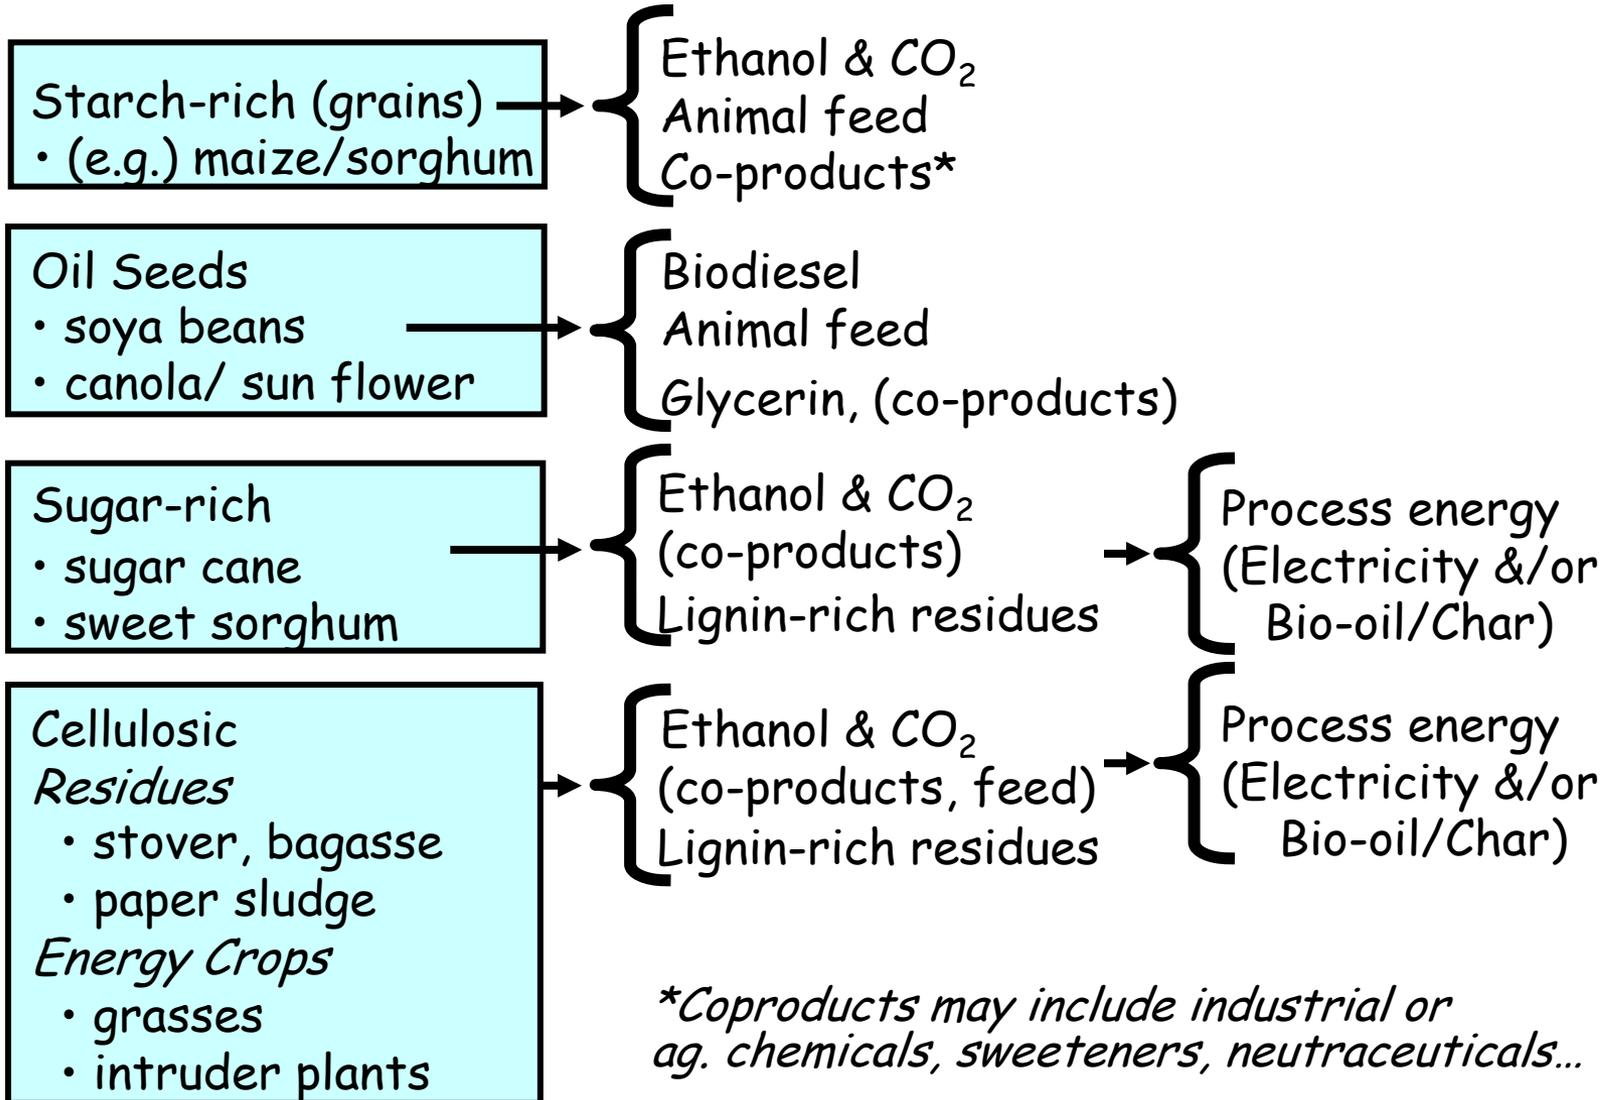 Starch-rich (grains)
• (e.g.) maize/sorghum
Ethanol & CO₂
Animal feed
Co-products*
Oil Seeds
• soya beans
• canola/ sun flower
Biodiesel
Animal feed
Glycerin, (co-products)
Sugar-rich
• sugar cane
• sweet sorghum
Ethanol & CO₂
(co-products)
Lignin-rich residues
Process energy
(Electricity &/or
Bio-oil/Char)
Cellulosic
Residues
• stover, bagasse
• paper sludge
Energy Crops
• grasses
• intruder plants
Ethanol & CO₂
(co-products, feed)
Lignin-rich residues
Process energy
(Electricity &/or
Bio-oil/Char)
*Coproducts may include industrial or
ag. chemicals, sweeteners, neutraceuticals...